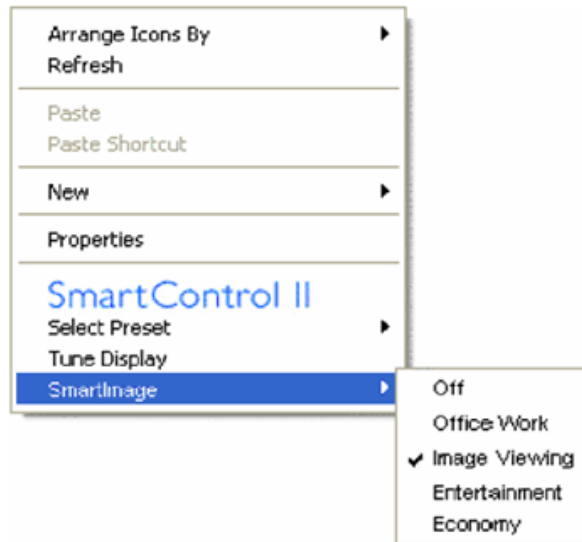 Arrange Icons By
Refresh
Paste
Paste Shortcut
New
Properties
SmartControl II
Select Preset
Tune Display
SmartImage
Off
Office Work
Image Viewing
Entertainment
Economy